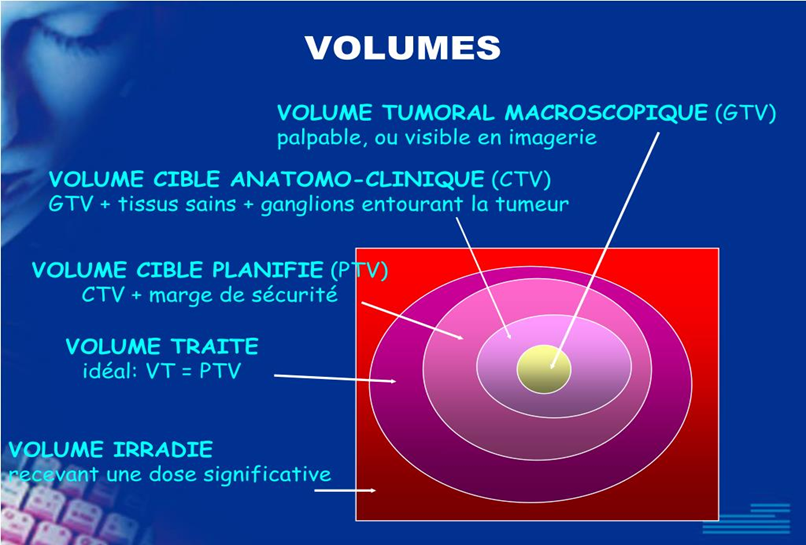 VOLUMES
VOLUME TUMORAL MACROSCOPIQUE (GTV)
palpable, ou visible en imagerie
VOLUME CIBLE ANATOMO-CLINIQUE (CTV)
GTV + tissus sains + ganglions entourant la tumeur
VOLUME CIBLE PLANIFIE (PTV)
CTV + marge de sécurité
VOLUME TRAITE
idéal: VT = PTV
VOLUME IRRADIE
recevant une dose significative